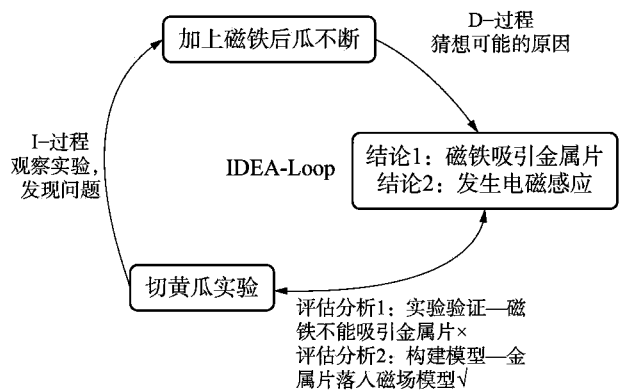 加上磁铁后瓜不断
D–过程
猜想可能的原因
I–过程
观察实验,
发现问题
IDEA-Loop
结论1：磁铁吸引金属片
结论2：发生电磁感应
切黄瓜实验
评估分析1：实验验证—磁
铁不能吸引金属片×
评估分析2：构建模型—金
属片落入磁场模型√